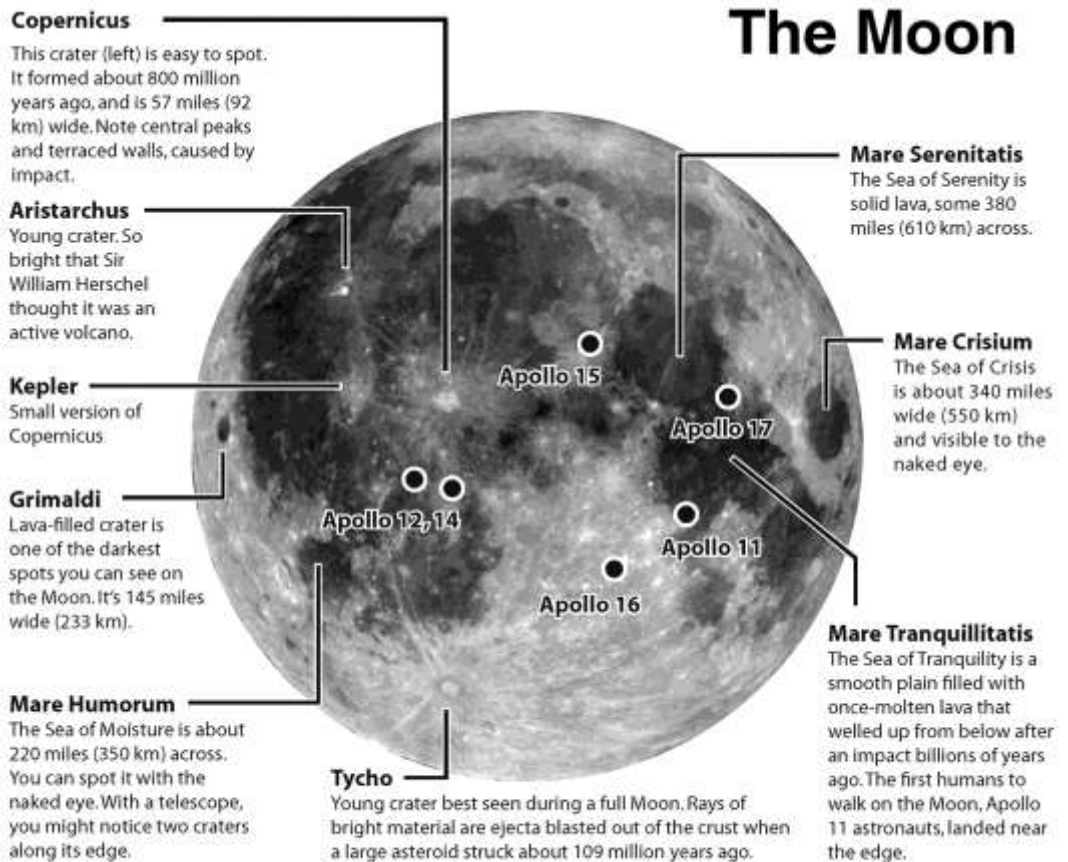 The Moon
Copernicus
This crater (left) is easy to spot.
It formed about 800 million
years ago, and is 57 miles (92
km) wide. Note central peaks
and terraced walls, caused by
impact.
Aristarchus
Young crater. So
bright that Sir
William Herschel
thought it was an
active volcano.
Kepler
Small version of
Copernicus
Grimaldi
Lava-filled crater is
one of the darkest
spots you can see on
the Moon. It's 145 miles
wide (233 km).
Mare Humorum
The Sea of Moisture is about
220 miles (350 km) across.
You can spot it with the
naked eye. With a telescope,
you might notice two craters
along its edge.
Apollo 15
Apollo 17
Apollo 12, 14
Apollo 11
Apollo 16
Tycho
Young crater best seen during a full Moon. Rays of
bright material are ejecta blasted out of the crust when
a large asteroid struck about 109 million years ago.
Mare Serenitatis
The Sea of Serenity is
solid lava, some 380
miles (610 km) across.
Mare Crisium
The Sea of Crisis
is about 340 miles
wide (550 km)
and visible to the
naked eye.
Mare Tranquillitatis
The Sea of Tranquility is a
smooth plain filled with
once-molten lava that
welled up from below after
an impact billions of years
ago. The first humans to
walk on the Moon, Apollo
11 astronauts, landed near
the edge.